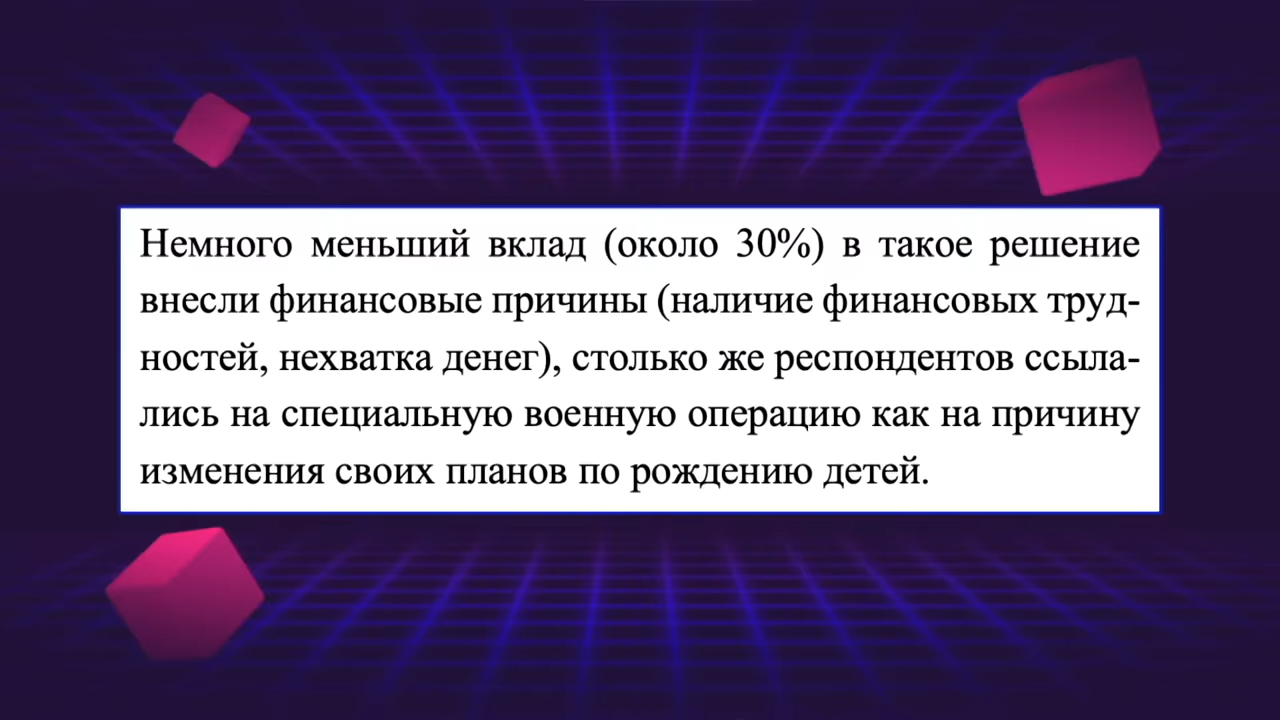 Немного меньший вклад (около 30%) в такое решение
внесли финансовые причины (наличие финансовых труд-
ностей, нехватка денег), столько же респондентов ссыла-
лись на специальную военную операцию как на причину
изменения своих планов по рождению детей.